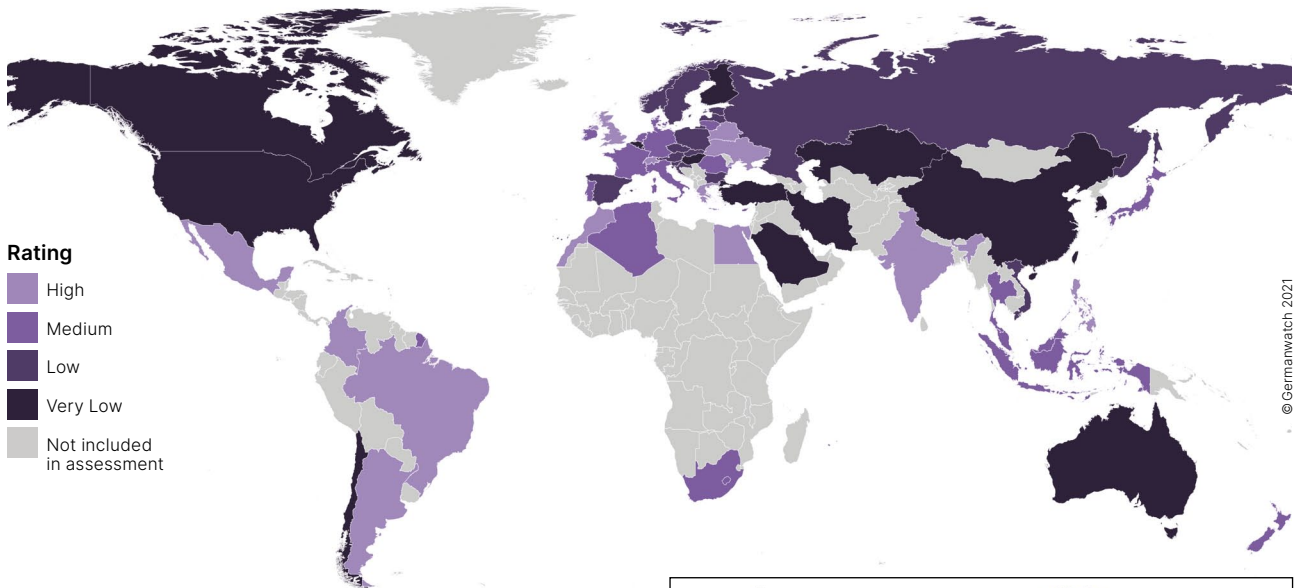 Rating
High
Medium
Low
Very Low
Not included
in assessment
© Germanwatch 2021